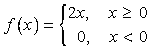 f(x) = { 2x, x ≥ 0
0, x < 0